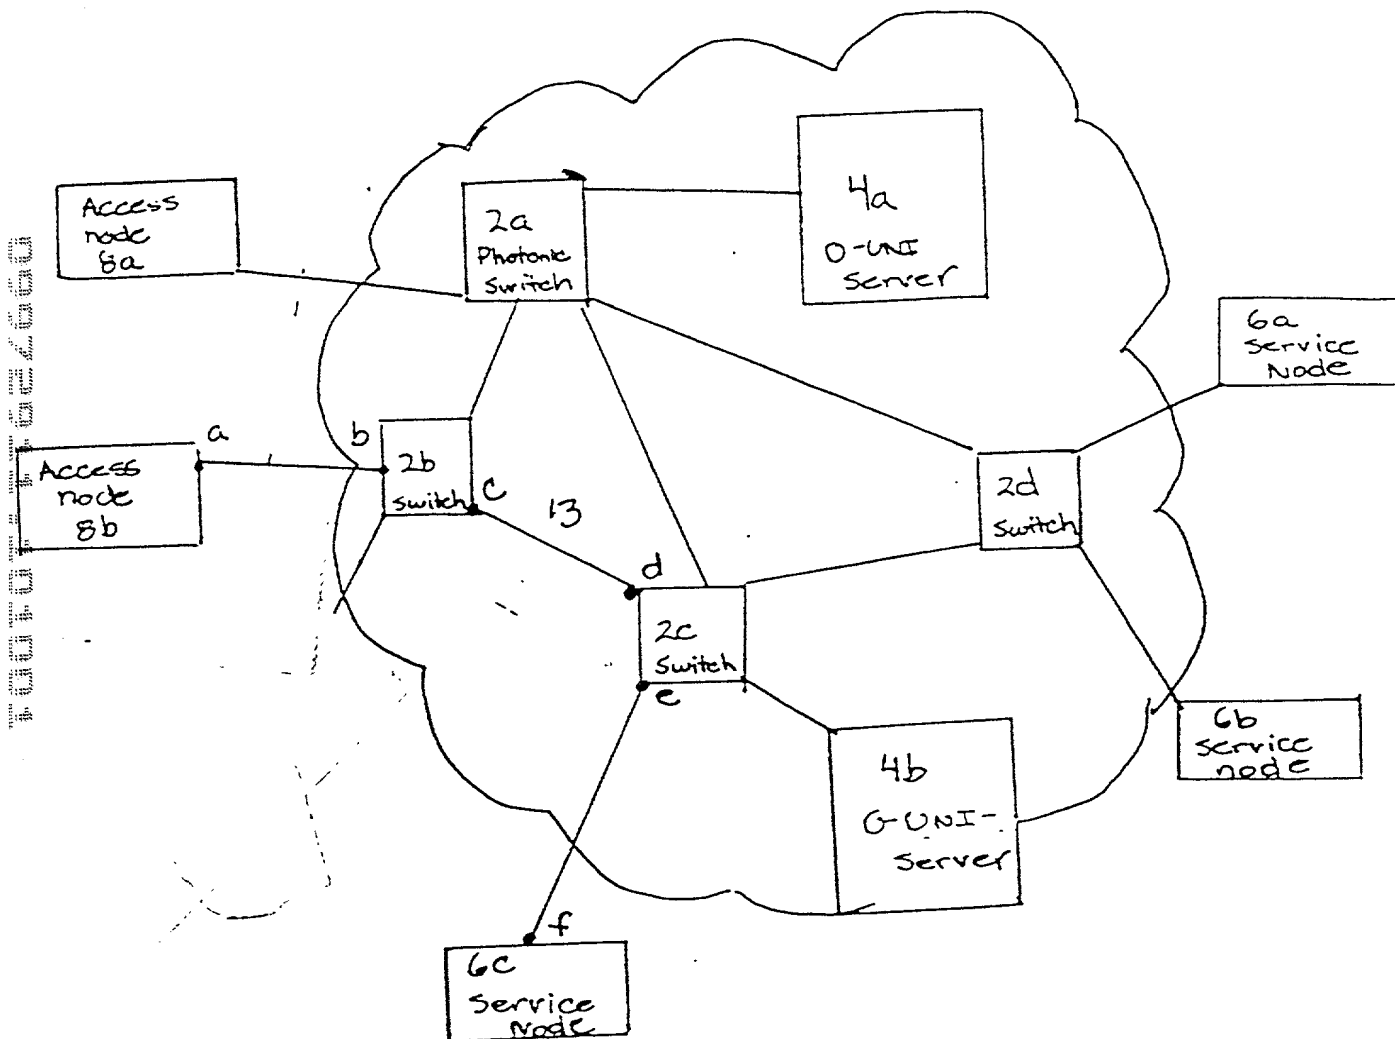 Access
node
8a
2a
Photonic
Switch
4a
O-UNI
Server
6a
Service
Node
a
Access
node
8b
b
2b
Switch
c
13
2d
Switch
d
2c
Switch
e
4b
O-UNI-
Server
6b
Service
node
f
6c
Service
Node